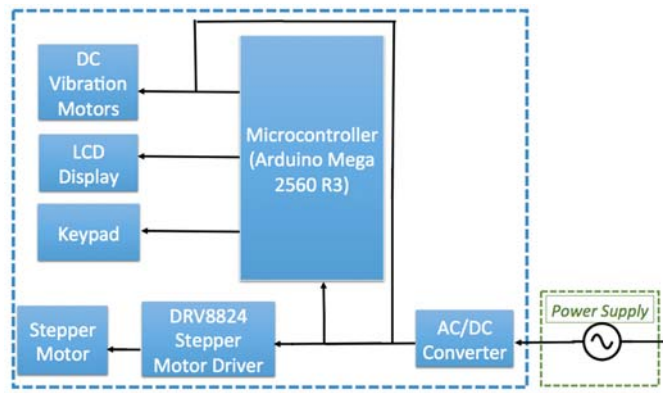 DC
Vibration
Motors
Microcontroller
(Arduino Mega
2560 R3)
LCD
Display
Keypad
Stepper
Motor
DRV8824
Stepper
Motor Driver
AC/DC
Converter
Power Supply